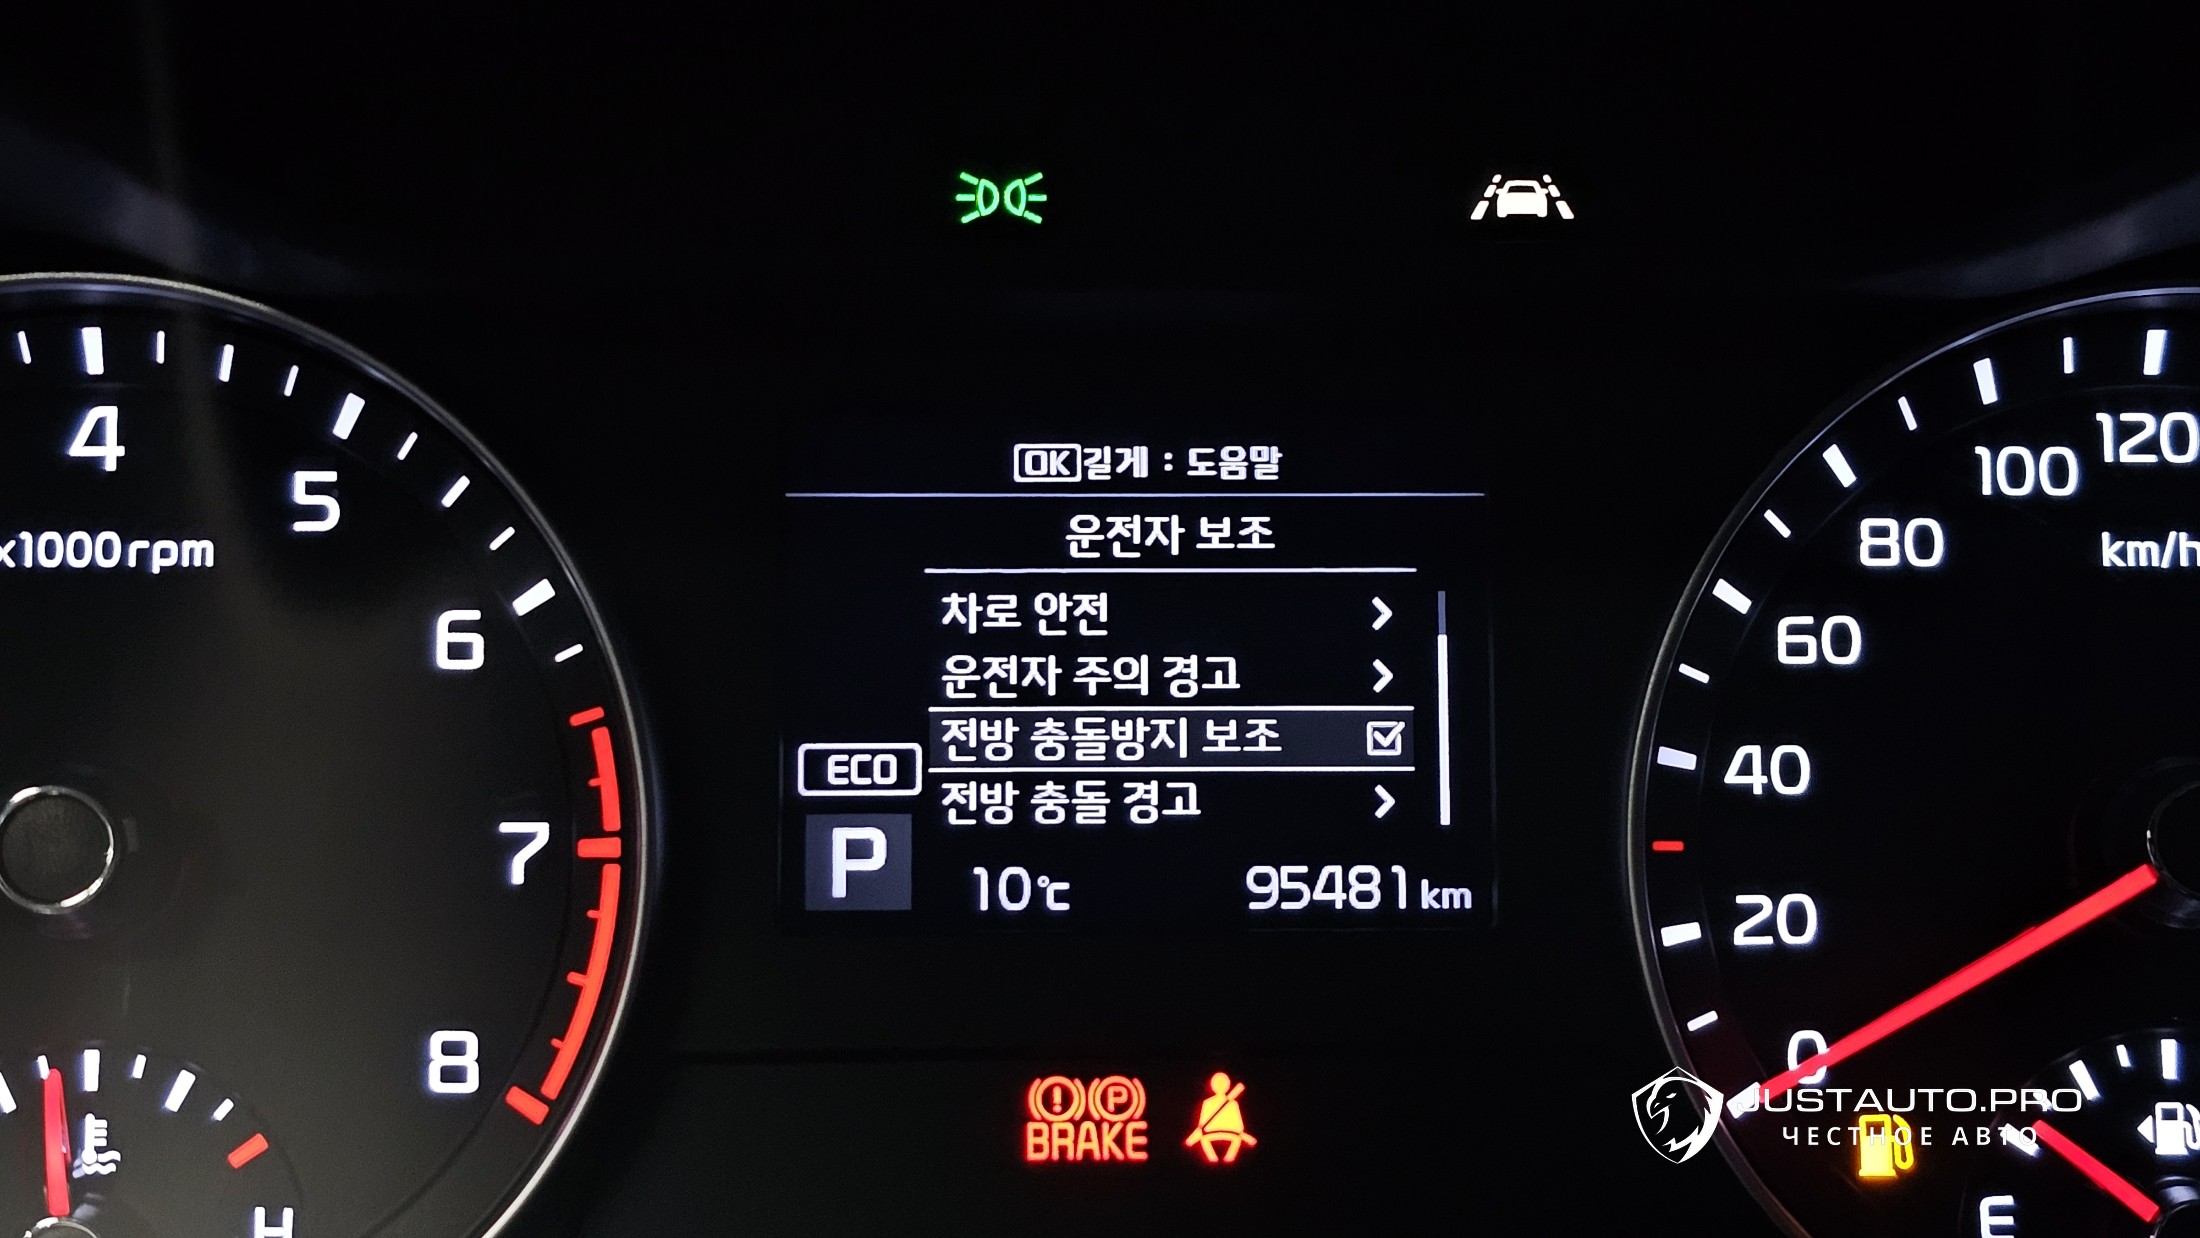 OK길게 : 도움말
운전자 보조
차로 안전
운전자 주의 경고
전방 충돌방지 보조
전방 충돌 경고
ECO
P
10℃ 95481 km
4
5
x1000rpm
6
7
8
H
120
100
80
km/h
60
40
20
0
E
BRAKE
P
JUSTAUTO.PRO
ЧЕСТНОЕ АВТО